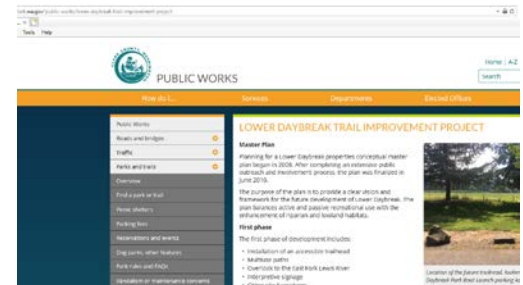 Tools Help
PUBLIC WORKS
Home | A-Z
Search
How do I...
Services
Departments
Elected Offices
Public Works
Roads and bridges
Traffic
Parks and trails
Overview
Find a park or trail
Picnic shelters
Parking fees
Reservations and events
Dog parks, other features
Park rules and FAQs
Vandalism or maintenance concerns
LOWER DAYBREAK TRAIL IMPROVEMENT PROJECT
Master Plan
Planning for a Lower Daybreak properties conceptual master
plan began in 2008. After completing an extensive public
outreach and involvement process, the plan was finalized in
June 2010.
The purpose of the plan is to provide a clear vision and
framework for the future development of Lower Daybreak. The
plan balances active and passive recreational use with the
enhancement of riparian and lowland habitats.
First phase
The first phase of development includes:
• Installation of an accessible trailhead
• Multiuse paths
• Overlook to the East Fork Lewis River
• Interpretive signage
Location of the future trailhead,
Daybreak Park Boat Launch parking